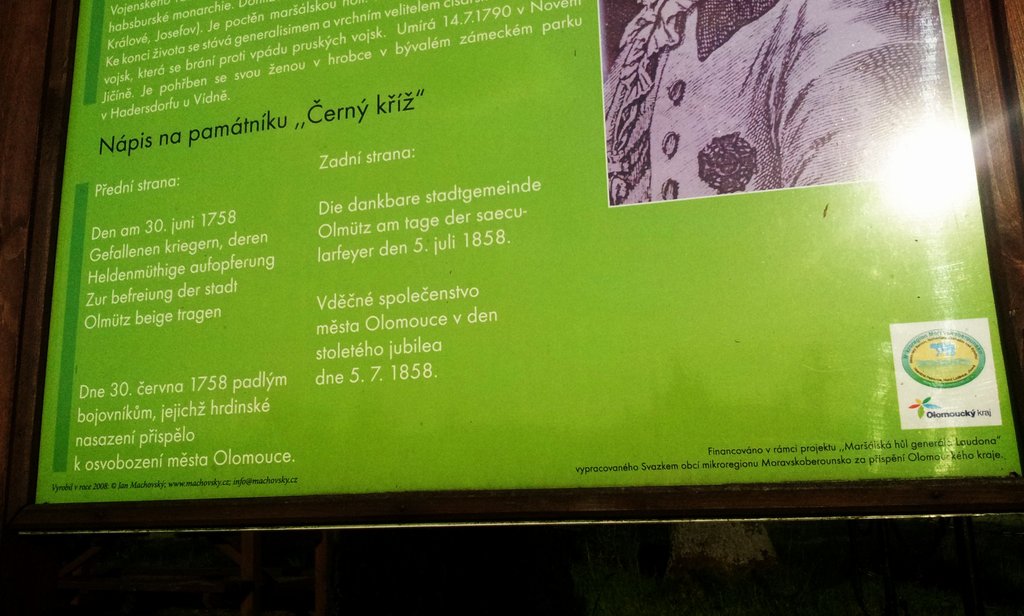 Vojenského
habsburské monarchie.
Králové, Josefov). Je poctěn maršálskou
Ke konci života se stává generalisimem a vrchním velitelem
vojsk, která se brání proti vpádu pruských vojsk. Umírá 14.7.1790 v Novém
Jičíně. Je pohřben se svou ženou v hrobce v bývalém zámeckém parku
v Hadersdorfu u Vídně.
Nápis na památníku ,,Černý kříž“
Přední strana:
Den am 30. juni 1758
Gefallenen kriegern, deren
Heldenmüthige aufopferung
Zur befreiung der stadt
Olmütz beige tragen
Dne 30. června 1758 padlým
bojovníkům, jejichž hrdinské
nasazení přispělo
k osvobození města Olomouce.
Zadní strana:
Die dankbare stadtgemeinde
Olmütz am tage der saecu-
larfeyer den 5. juli 1858.
Vděčné společenstvo
města Olomouce v den
stoletého jubilea
dne 5. 7. 1858.
Olomoucký kraj
Financováno v rámci projektu ,,Maršálská hůl generála Laudona“
vypracovaného Svazkem obcí mikroregionu Moravskoberounsko za přispění Olomouckého kraje.
Vyrobil v roce 2008: © Jan Machovský; www.machovsky.cz; info@machovsky.cz